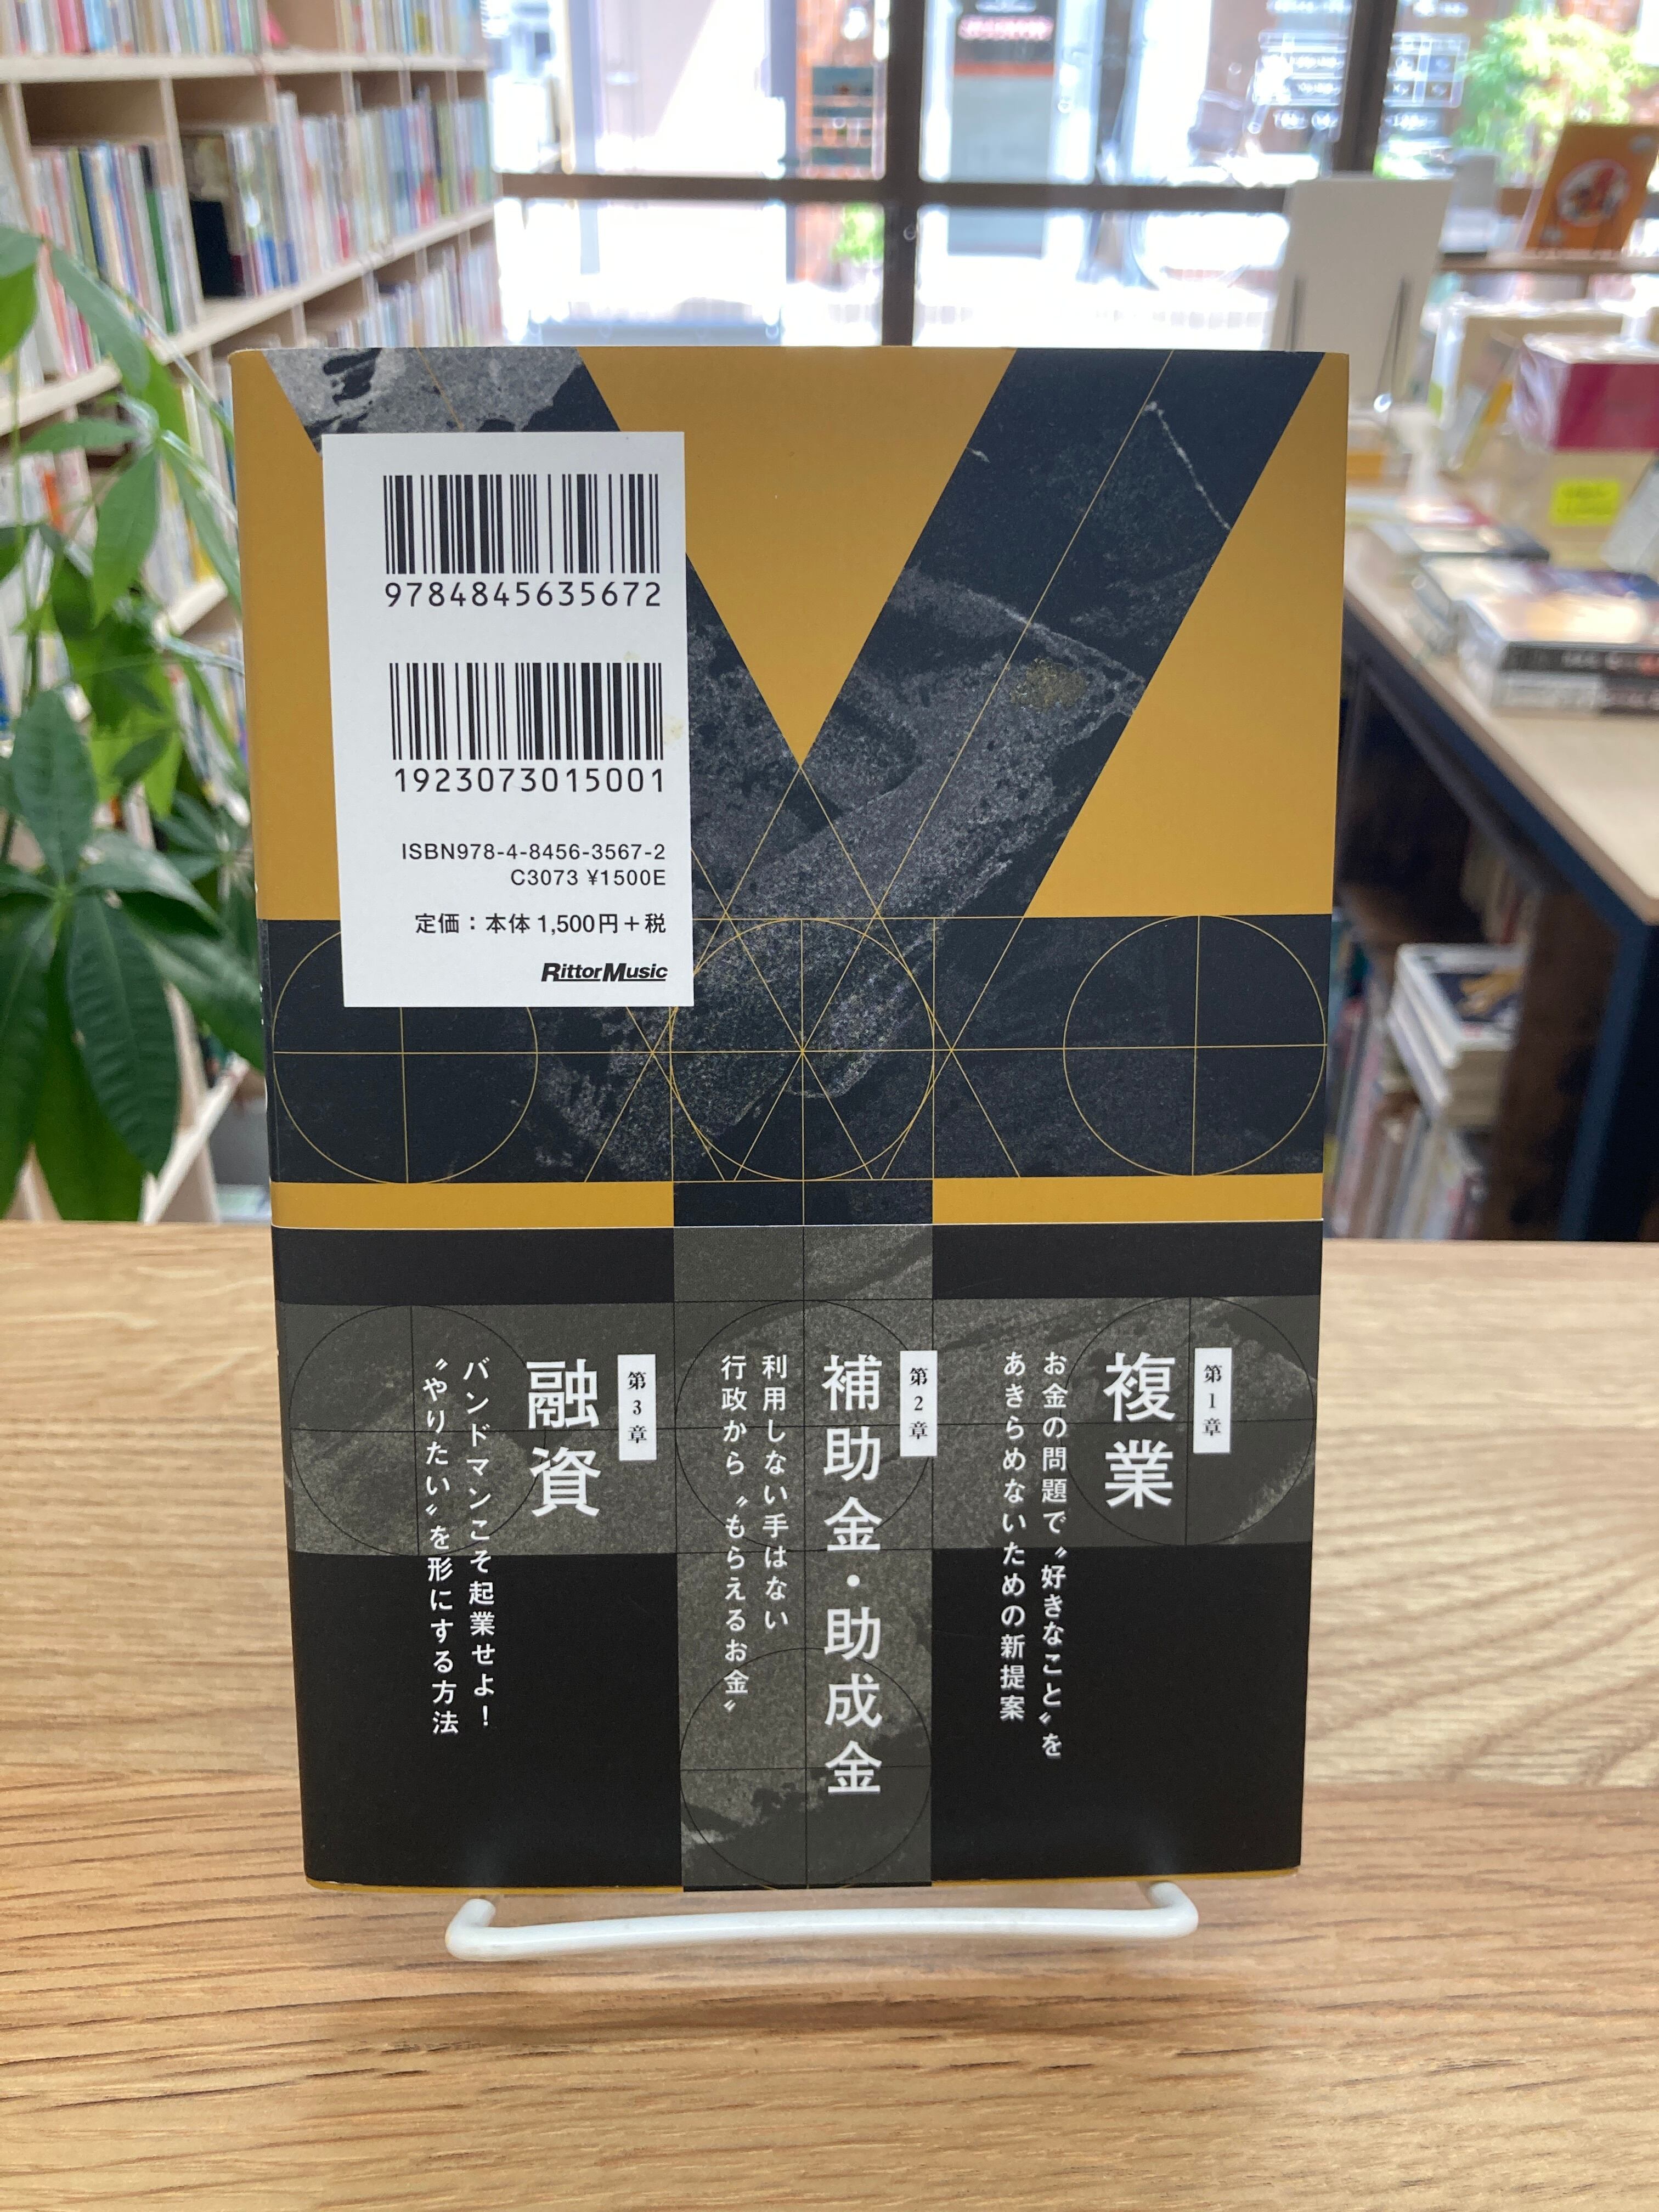 9784845635672
1923073015001
ISBN978-4-8456-3567-2
C3073 ¥1500E
定価：本体1,500円＋税
RittorMusic
第1章
複業
お金の問題で〝好きなこと〟を
あきらめないための新提案
第2章
補助金・助成金
利用しない手はない
行政から〝もらえるお金〟
第3章
融資
バンドマンこそ起業せよ！
〝やりたい〟を形にする方法